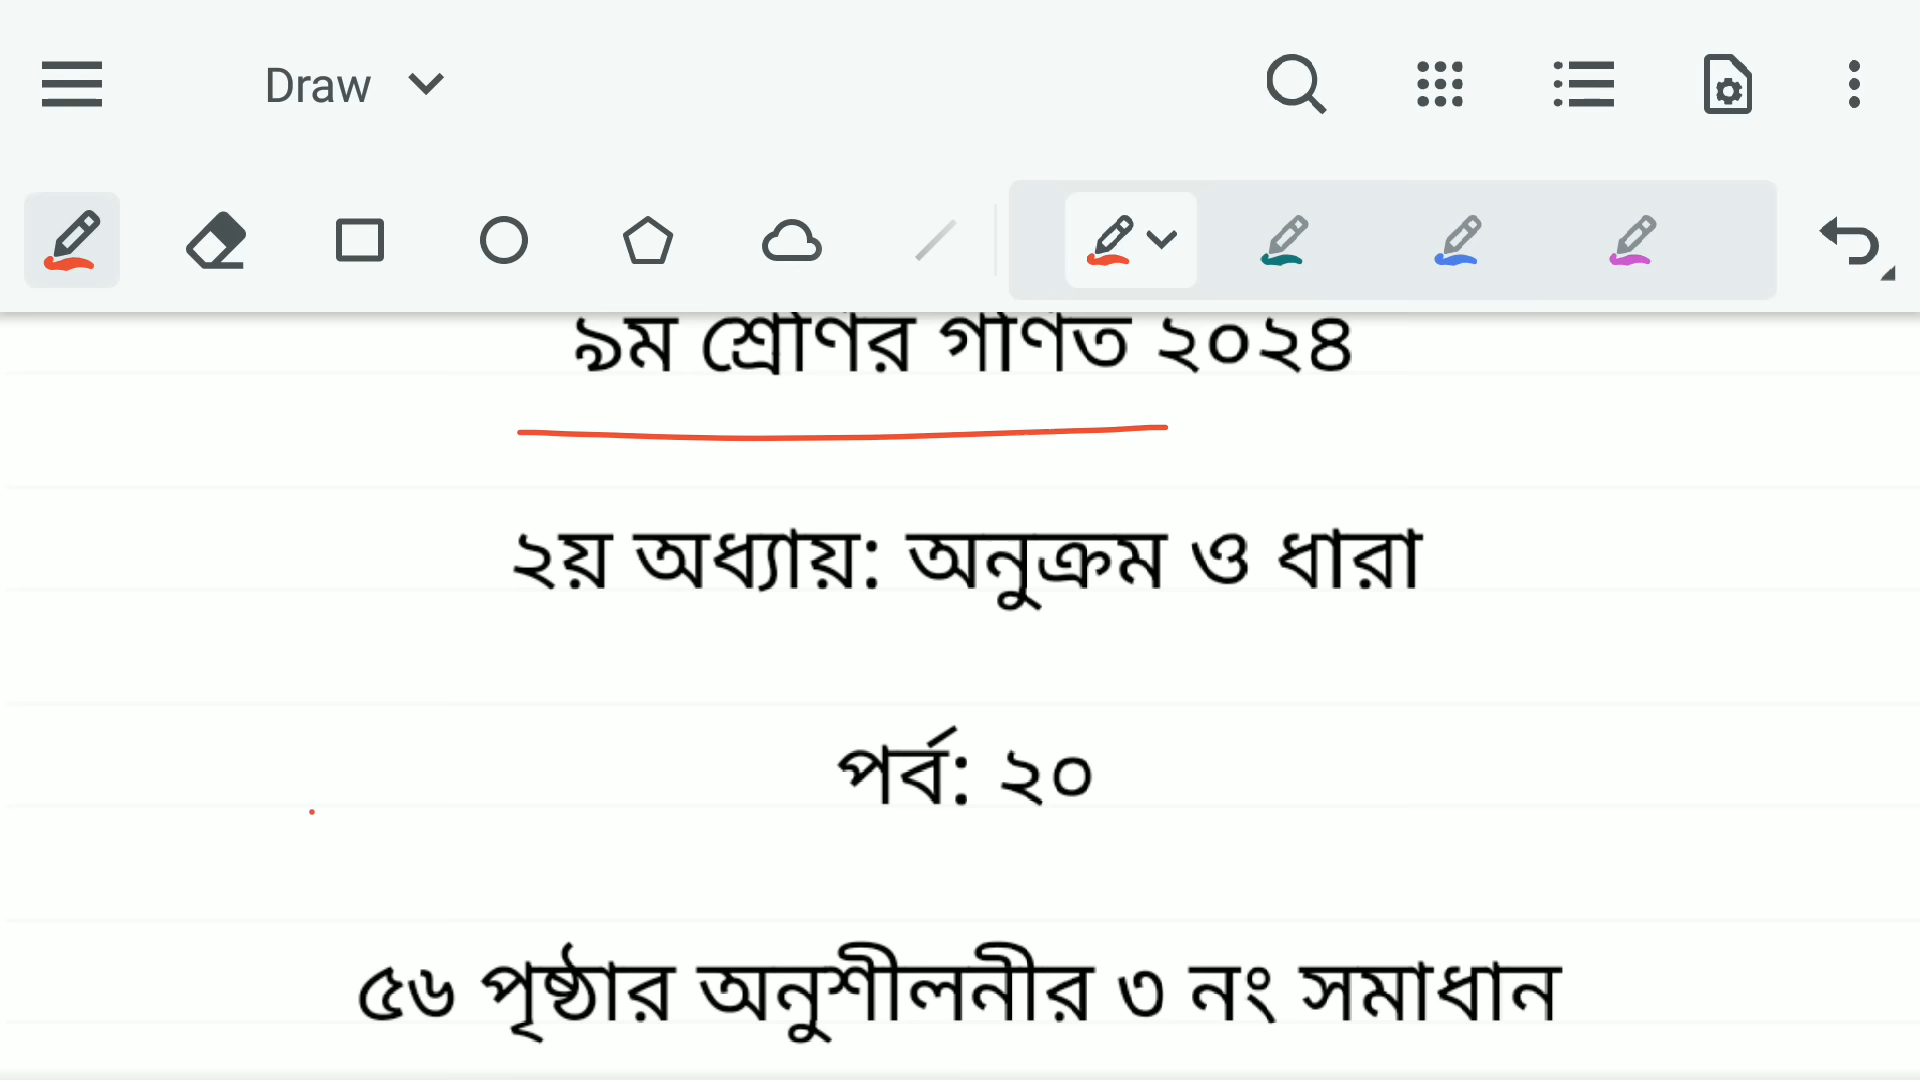 Draw
৯ম শ্রেণির গণিত ২০২৪
২য় অধ্যায়: অনুক্রম ও ধারা
পর্ব: ২০
৫৬ পৃষ্ঠার অনুশীলনীর ৩ নং সমাধান